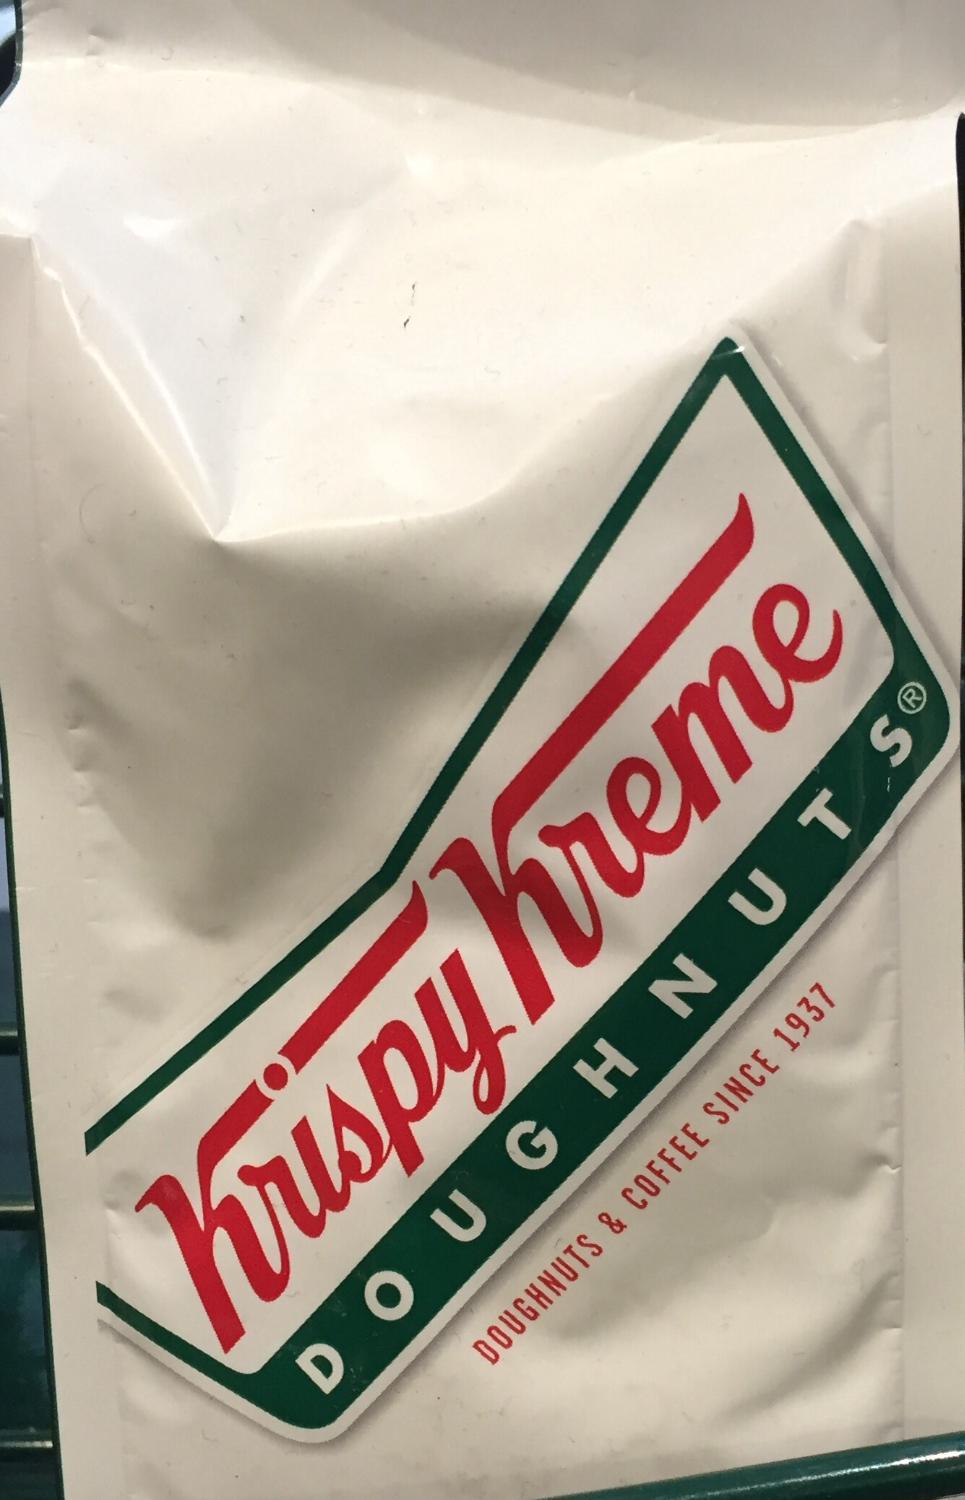 Krispy Kreme
DOUGHNUTS®
DOUGHNUTS & COFFEE SINCE 1937